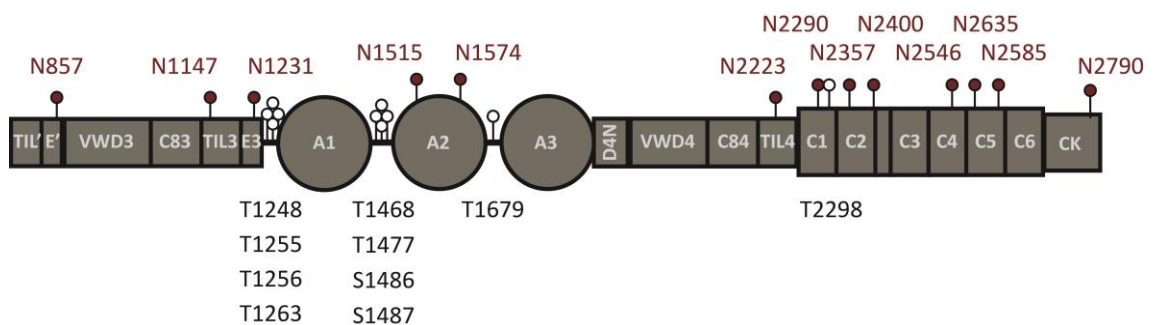 N2290 N2400 N2635
N857 N1147 N1231 N1515 N1574 N2223 N2357 N2546 N2585 N2790
TIL' E' VWD3 C83 TIL3 E3 A1 A2 A3 D4N VWD4 C84 TIL4 C1 C2 C3 C4 C5 C6 CK
T1248 T1468 T1679 T2298
T1255 T1477
T1256 S1486
T1263 S1487